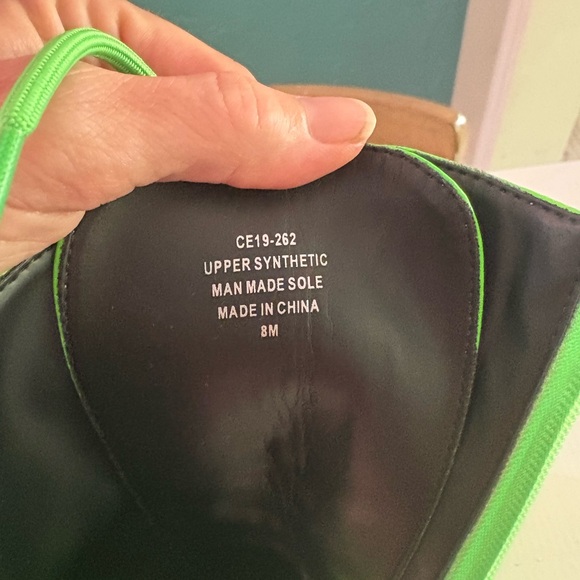 CE19-262
UPPER SYNTHETIC
MAN MADE SOLE
MADE IN CHINA
8M